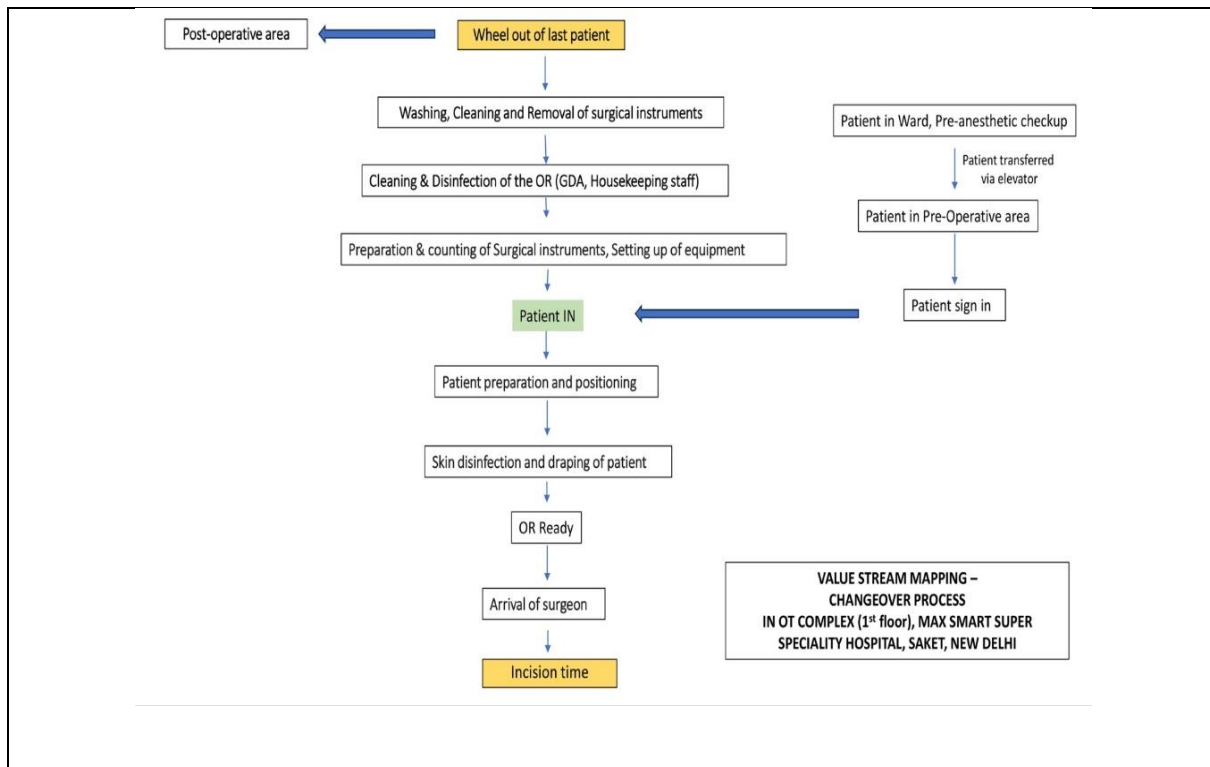 Post-operative area
Wheel out of last patient
Washing, Cleaning and Removal of surgical instruments
Patient in Ward, Pre-anesthetic checkup
Patient transferred
via elevator
Cleaning & Disinfection of the OR (GDA, Housekeeping staff)
Patient in Pre-Operative area
Preparation & counting of Surgical instruments, Setting up of equipment
Patient sign in
Patient IN
Patient preparation and positioning
Skin disinfection and draping of patient
OR Ready
Arrival of surgeon
Incision time
VALUE STREAM MAPPING –
CHANGEOVER PROCESS
IN OT COMPLEX (1st floor), MAX SMART SUPER
SPECIALITY HOSPITAL, SAKET, NEW DELHI